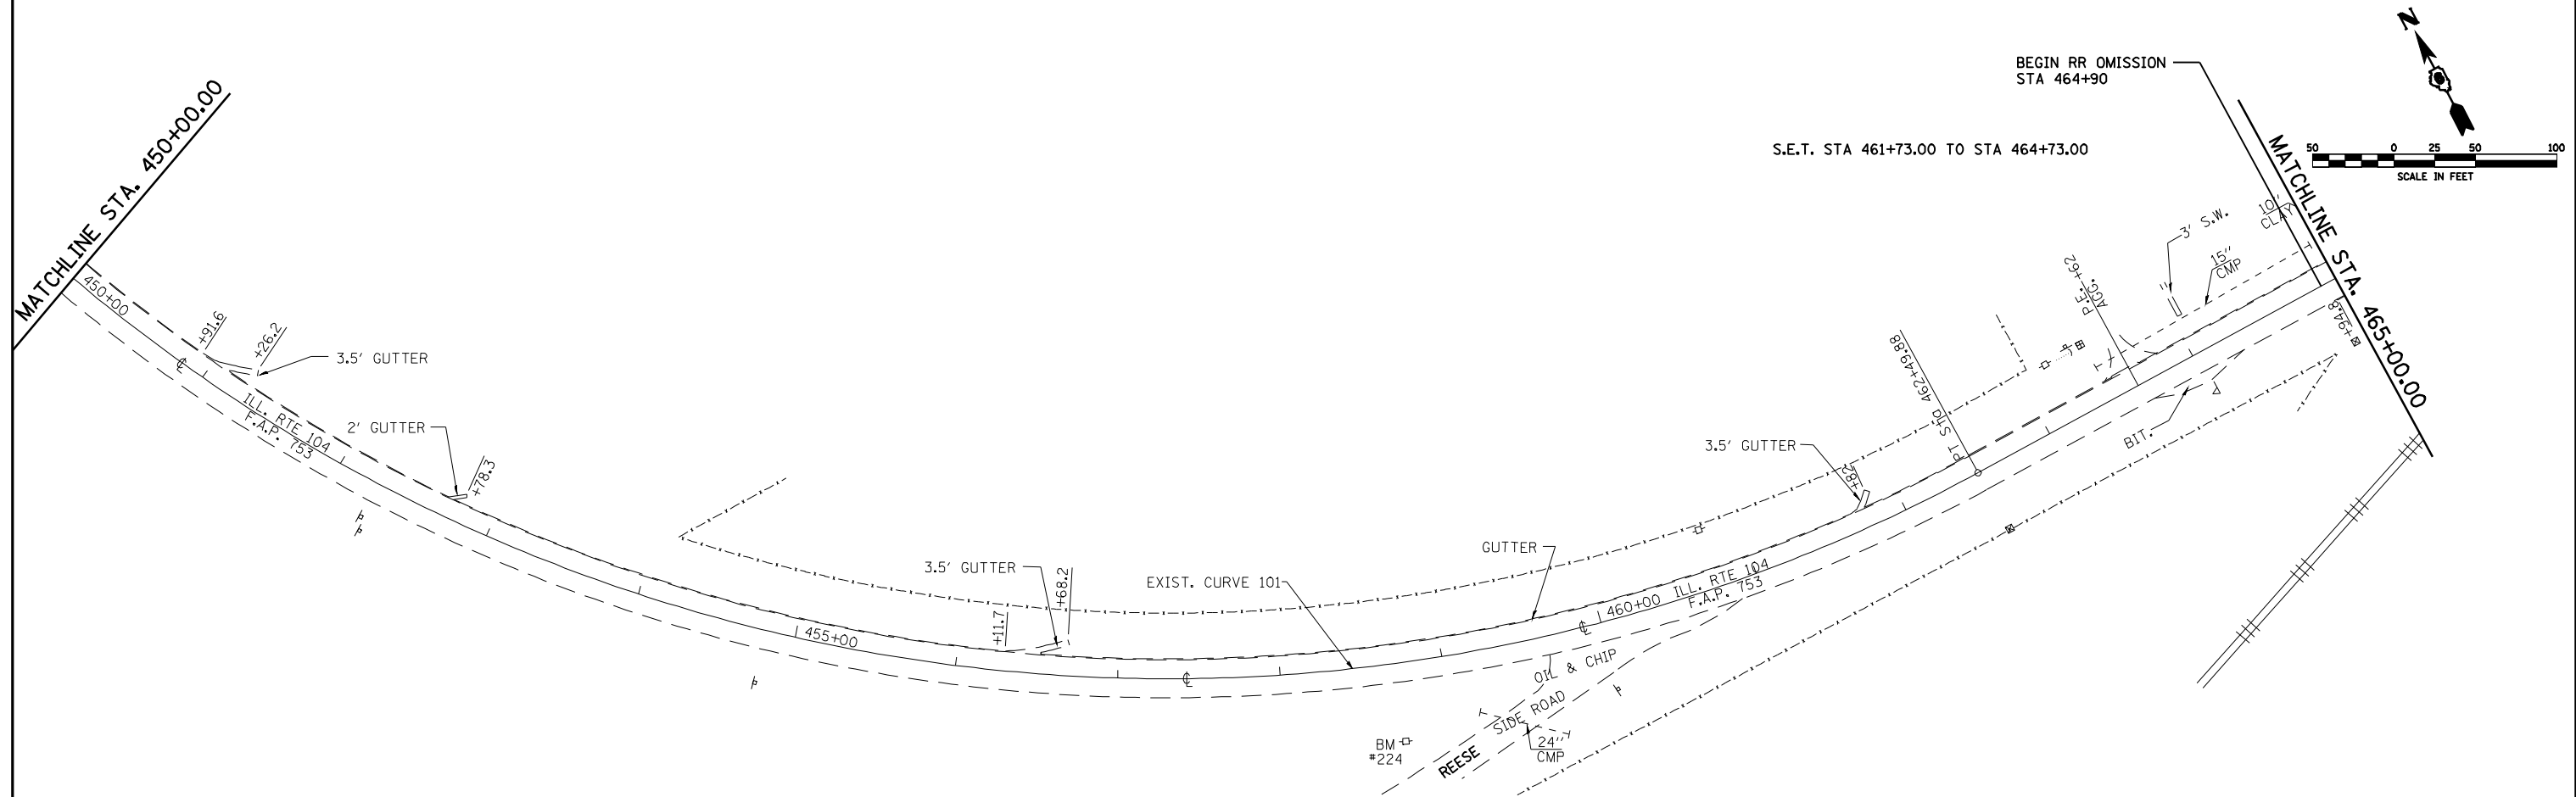 MATCHLINE STA. 450+00.00
450+00
+91.6
+26.2
3.5' GUTTER
℄
ILL. RTE 104
F.A.P. 753
2' GUTTER
+78.3
455+00
3.5' GUTTER
+11.7
+68.2
℄
EXIST. CURVE 101
GUTTER
℄
460+00
ILL. RTE 104
F.A.P. 753
OIL & CHIP
SIDE ROAD
REESE
24"
CMP
BM
#224
3.5' GUTTER
+82
PT Sta 462+49.88
P.E. +62
AGG.
BIT.
3' S.W.
15"
CMP
10"
CLAY
+94.8
S.E.T. STA 461+73.00 TO STA 464+73.00
BEGIN RR OMISSION
STA 464+90
MATCHLINE STA. 465+00.00
N
50 0 25 50 100
SCALE IN FEET